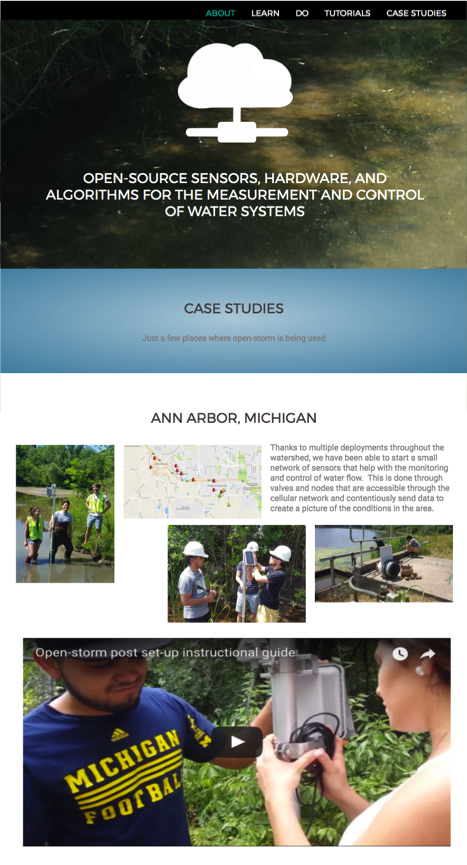 ABOUT LEARN DO TUTORIALS CASE STUDIES
OPEN-SOURCE SENSORS, HARDWARE, AND
ALGORITHMS FOR THE MEASUREMENT AND CONTROL
OF WATER SYSTEMS
CASE STUDIES
Just a few places where open-storm is being used
ANN ARBOR, MICHIGAN
Thanks to multiple deployments throughout the
watershed, we have been able to start a small
network of sensors that help with the monitoring
and control of water flow. This is done through
valves and nodes that are accessible through the
cellular network and contentiously send data to
create a picture of the conditions in the area.
Open-storm post set-up instructional guide
MICHIGAN
FOOTBALL